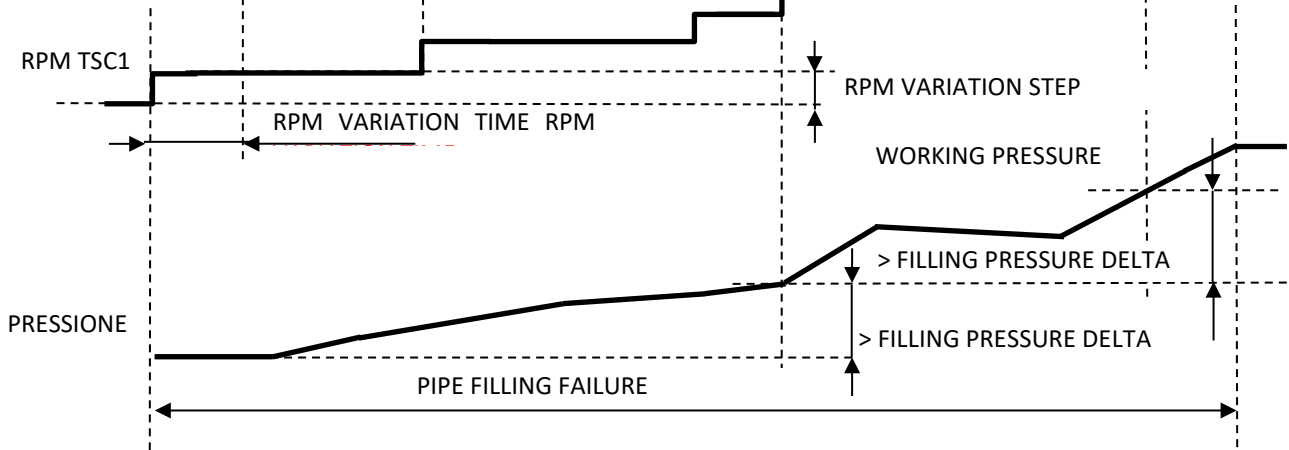 RPM TSC1
RPM VARIATION STEP
RPM VARIATION TIME RPM
WORKING PRESSURE
> FILLING PRESSURE DELTA
PRESSIONE
> FILLING PRESSURE DELTA
PIPE FILLING FAILURE